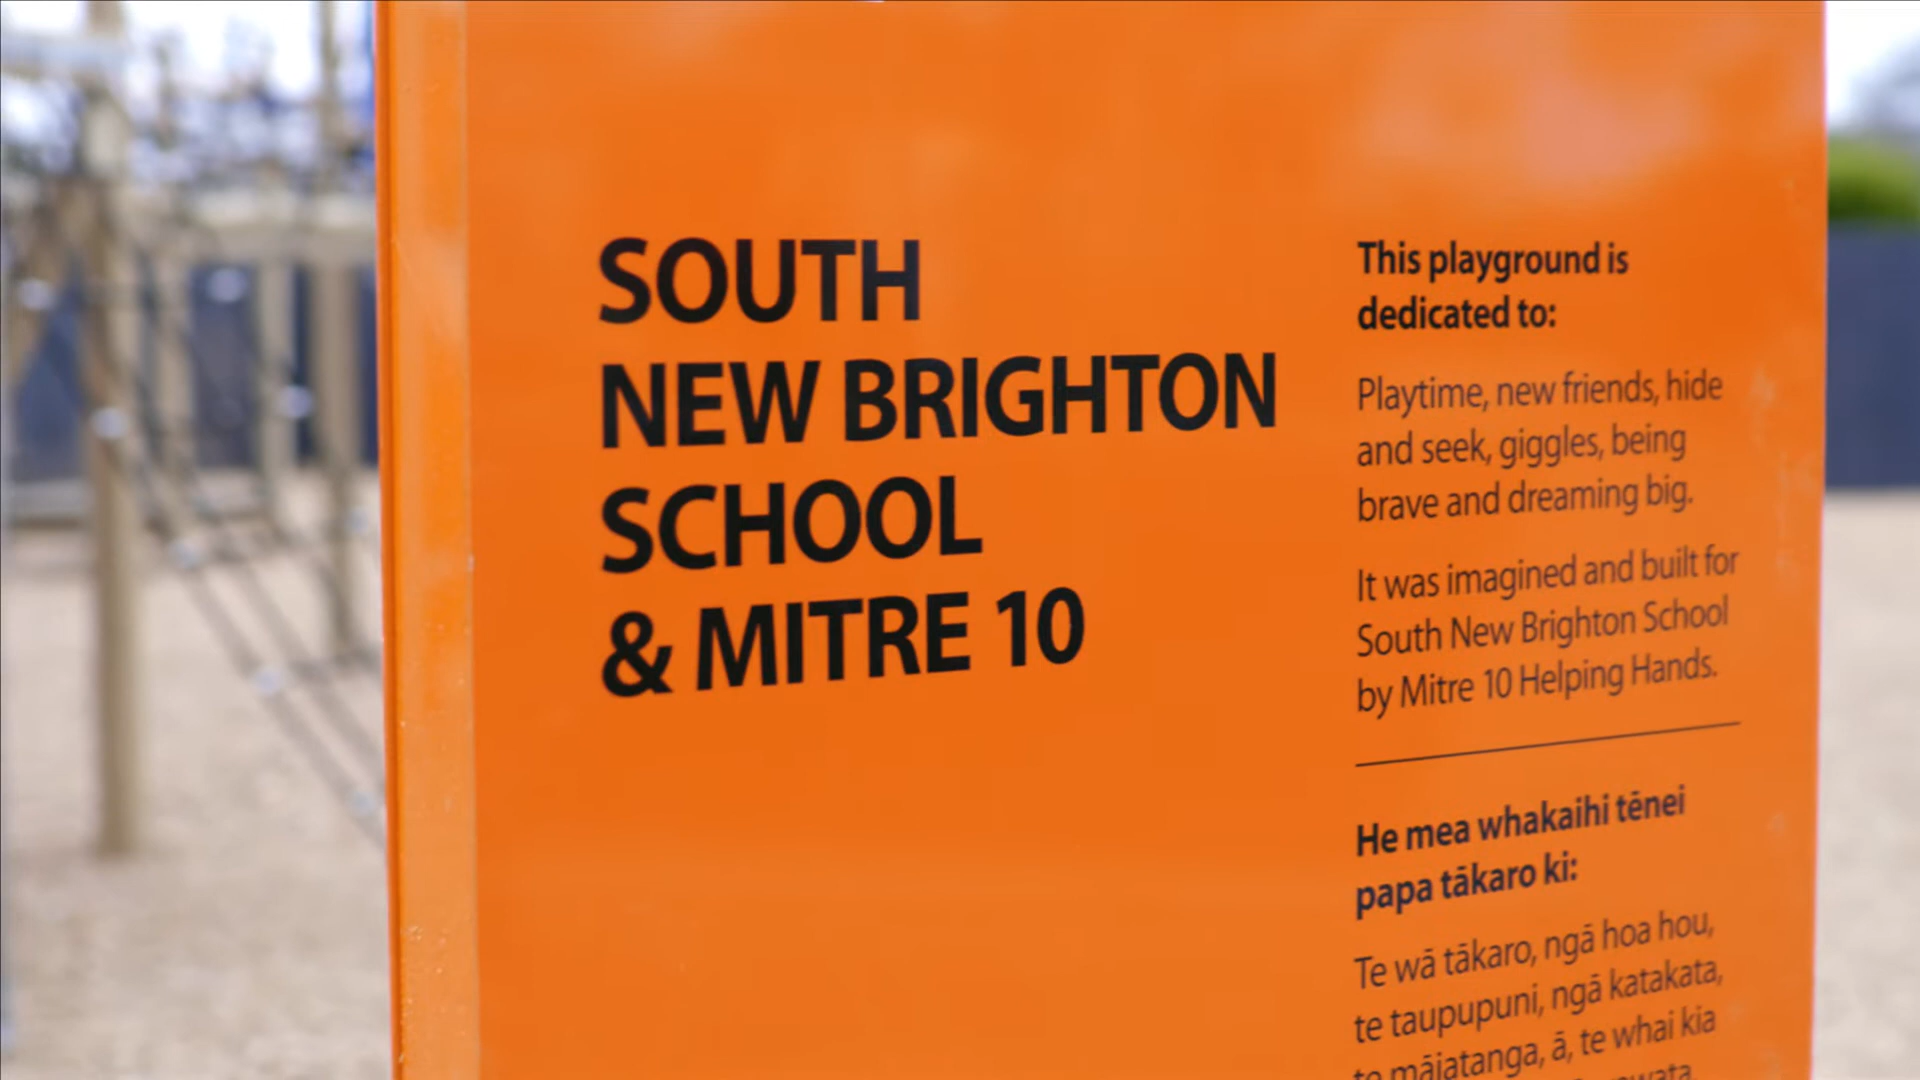 SOUTH
NEW BRIGHTON
SCHOOL
& MITRE 10
This playground is
dedicated to:
Playtime, new friends, hide
and seek, giggles, being
brave and dreaming big.
It was imagined and built for
South New Brighton School
by Mitre 10 Helping Hands.
He mea whakaihi tēnei
papa tākaro ki:
Te wā tākaro, ngā hoa hou,
te taupupuni, ngā katakata,
te māiatanga, ā, te whai kia